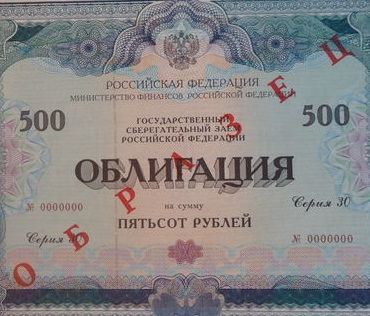 РОССИЙСКАЯ ФЕДЕРАЦИЯ
МИНИСТЕРСТВО ФИНАНСОВ РОССИЙСКОЙ ФЕДЕРАЦИИ
500
500
ГОСУДАРСТВЕННЫЙ
СБЕРЕГАТЕЛЬНЫЙ ЗАЕМ
РОССИЙСКОЙ ФЕДЕРАЦИИ
ОБЛИГАЦИЯ
на сумму
ПЯТЬСОТ РУБЛЕЙ
№ 0000000
Серия 30
Серия 30
№ 0000000
ОБРАЗЕЦ